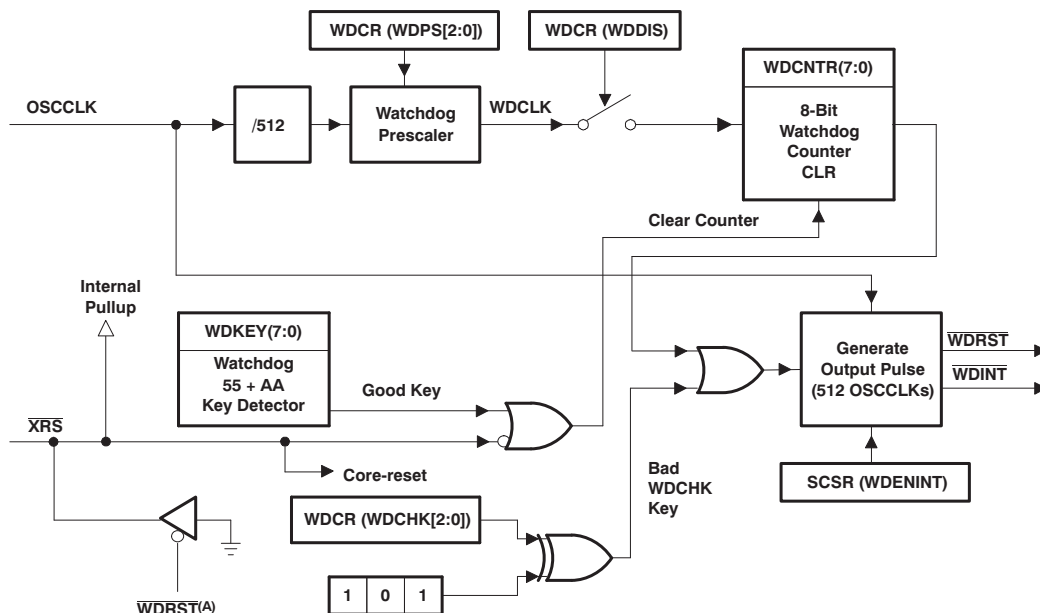 WDCR (WDPS[2:0])
WDCR (WDDIS)
WDCNTR(7:0)
OSCCLK
/512
Watchdog
Prescaler
WDCLK
8-Bit
Watchdog
Counter
CLR
Clear Counter
Internal
Pullup
WDKEY(7:0)
Watchdog
55 + AA
Key Detector
Good Key
Generate
Output Pulse
(512 OSCCLKs)
WDRST
WDINT
XRS
Core-reset
Bad
WDCHK
Key
SCSR (WDENINT)
WDCR (WDCHK[2:0])
WDRST(A)
1 0 1